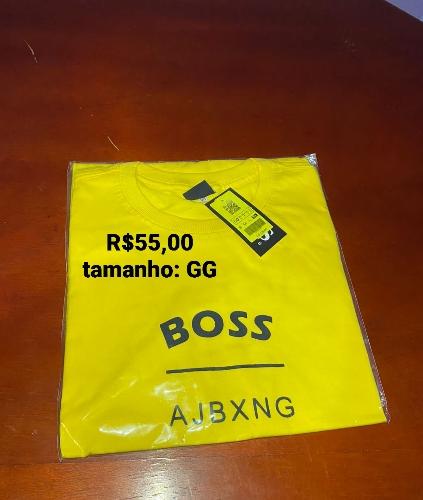 R$55,00
tamanho: GG
BOSS
AJBXNG